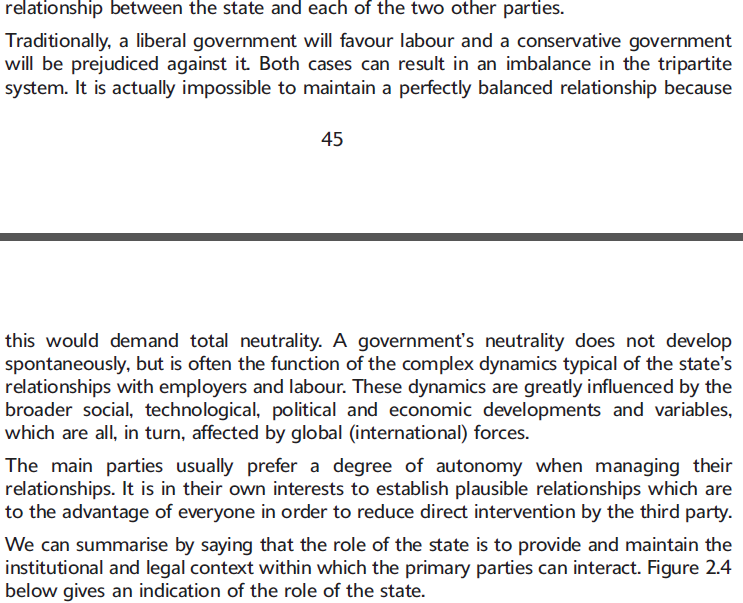 relationship between the state and each of the two other parties.
Traditionally, a liberal government will favour labour and a conservative government
will be prejudiced against it. Both cases can result in an imbalance in the tripartite
system. It is actually impossible to maintain a perfectly balanced relationship because
45
this would demand total neutrality. A government's neutrality does not develop
spontaneously, but is often the function of the complex dynamics typical of the state's
relationships with employers and labour. These dynamics are greatly influenced by the
broader social, technological, political and economic developments and variables,
which are all, in turn, affected by global (international) forces.
The main parties usually prefer a degree of autonomy when managing their
relationships. It is in their own interests to establish plausible relationships which are
to the advantage of everyone in order to reduce direct intervention by the third party.
We can summarise by saying that the role of the state is to provide and maintain the
institutional and legal context within which the primary parties can interact. Figure 2.4
below gives an indication of the role of the state.